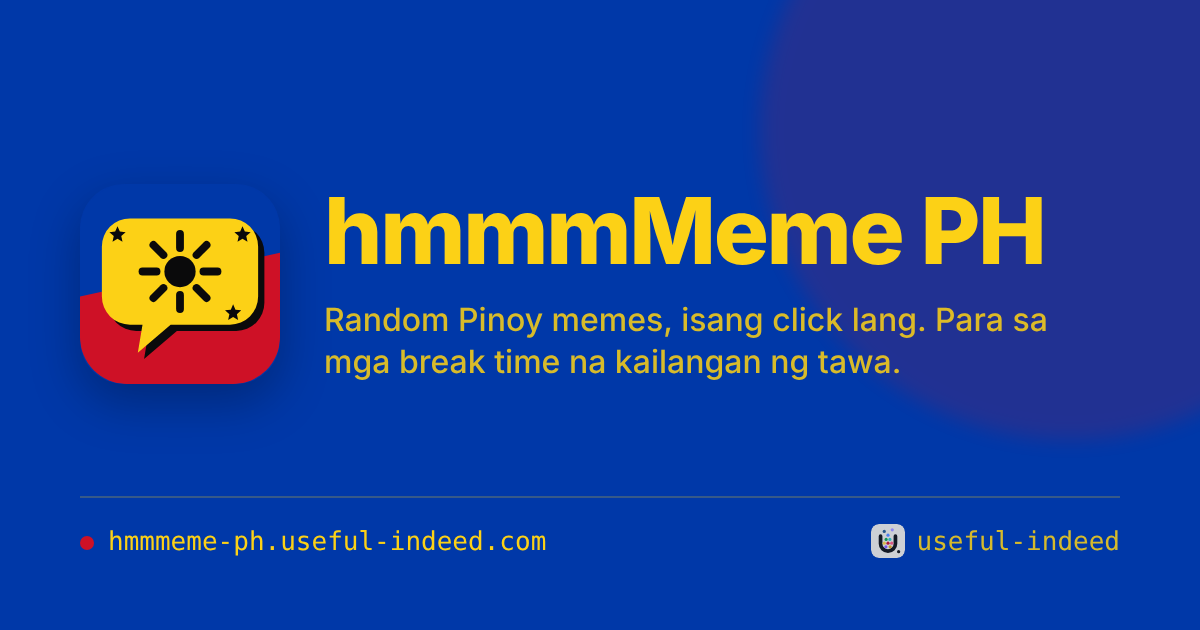 hmmmMeme PH
Random Pinoy memes, isang click lang. Para sa
mga break time na kailangan ng tawa.
hmmmeme-ph.useful-indeed.com
useful-indeed